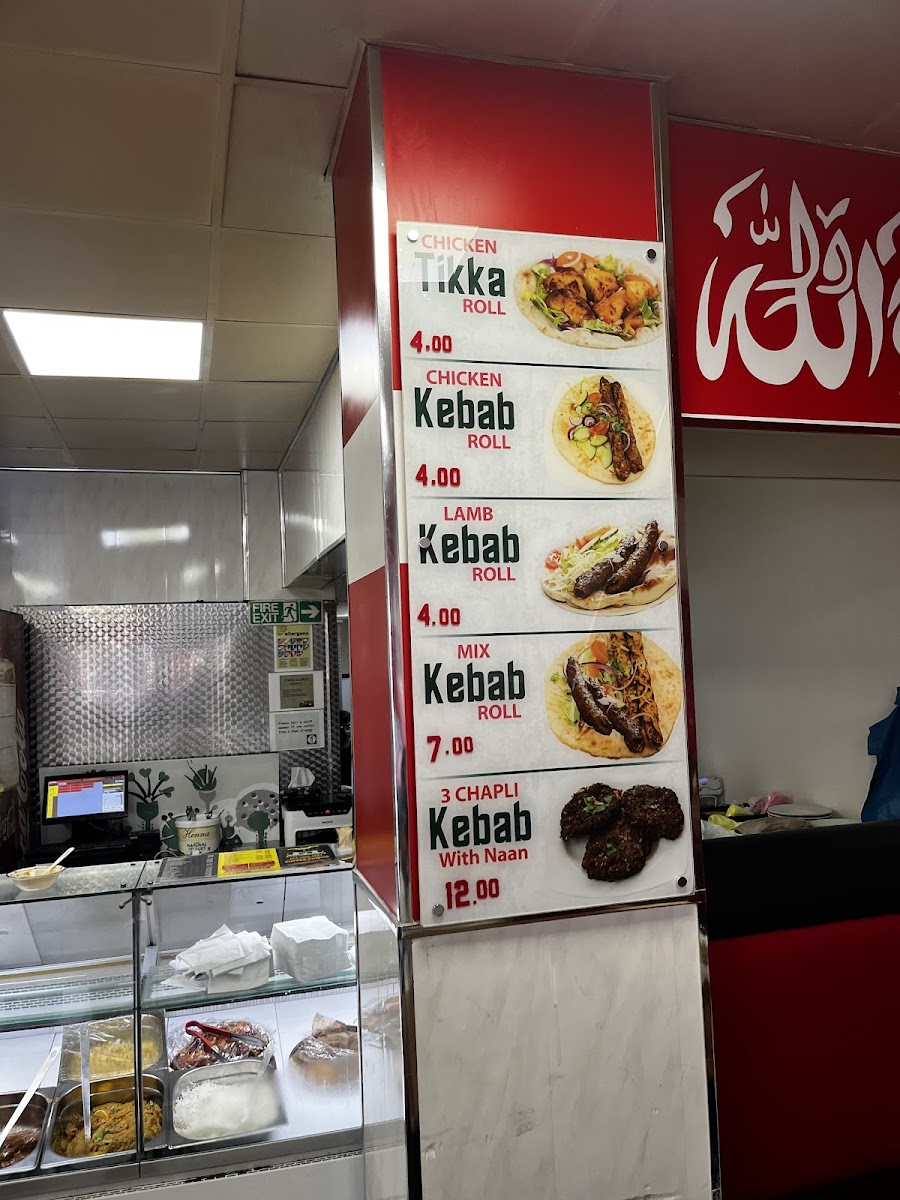 CHICKEN
Tikka
ROLL
4.00
CHICKEN
Kebab
ROLL
4.00
LAMB
Kebab
ROLL
4.00
MIX
Kebab
ROLL
7.00
3 CHAPLI
Kebab
With Naan
12.00
الله
FIRE
EXIT
allergens
Henna